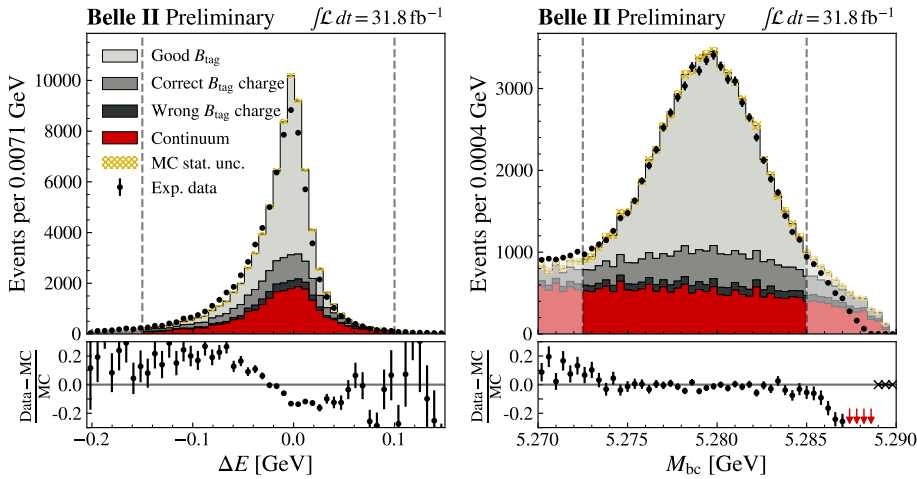 Belle II Preliminary ∫ℒ dt = 31.8 fb⁻¹
Events per 0.0071 GeV
10000
8000
6000
4000
2000
0
Good B_tag
Correct B_tag charge
Wrong B_tag charge
Continuum
MC stat. unc.
Exp. data
Data − MC
MC
0.2
0.0
-0.2
−0.2 −0.1 0.0 0.1
ΔE [GeV]
Belle II Preliminary ∫ℒ dt = 31.8 fb⁻¹
Events per 0.0004 GeV
3000
2000
1000
0
Data − MC
MC
0.2
0.0
-0.2
5.270 5.275 5.280 5.285 5.290
M_bc [GeV]